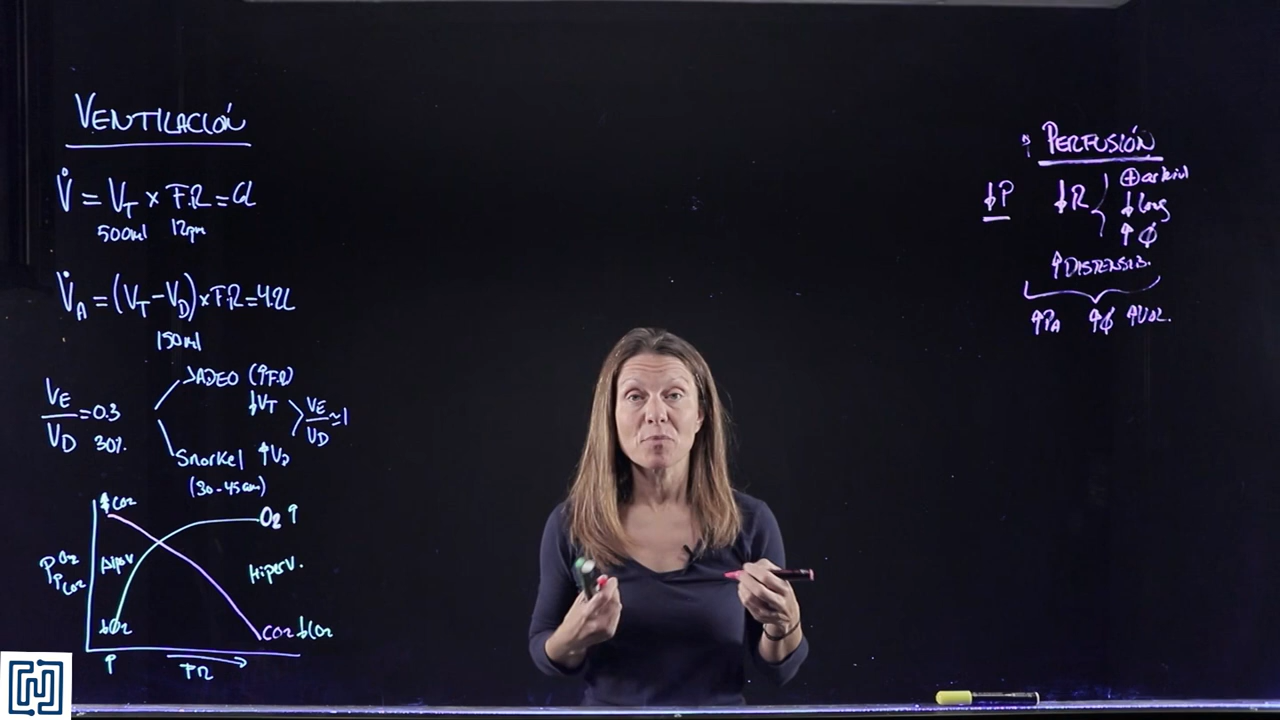 VENTILACIÓN
V̇ = VT × F.R = 6L
500ml 12rpm
V̇A = (VT - VD) × F.R = 4.2L
150ml
VE/VD = 0.3
30%
JADEO (↑F.R)
↓VT
VE/VD ≃ 1
Snorkel ↑VD
(30-45cm)
↑CO2
O2 ↑
PO2
PCO2
Hipov
Hiperv.
↓O2
CO2 ↓CO2
↑
FR
↑ PERFUSIÓN
↓P ↓R
⊕ arterial
↓ Long
↑ Ø
↑ DISTENSIB.
↑PA ↑Ø ↑VOL.